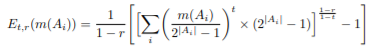 E_{t,r}(m(A_i)) = \frac{1}{1-r} \left[ \left[ \sum_i \left( \frac{m(A_i)}{2^{|A_i|}-1} \right)^t \times (2^{|A_i|}-1) \right]^{\frac{1-r}{1-t}} - 1 \right]